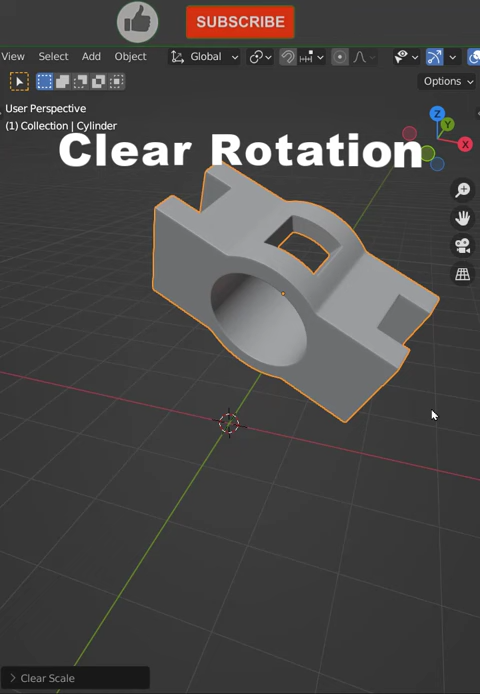 SUBSCRIBE
View Select Add Object Global
Options
User Perspective
(1) Collection | Cylinder
Z
Y
X
Clear Rotation
Clear Scale